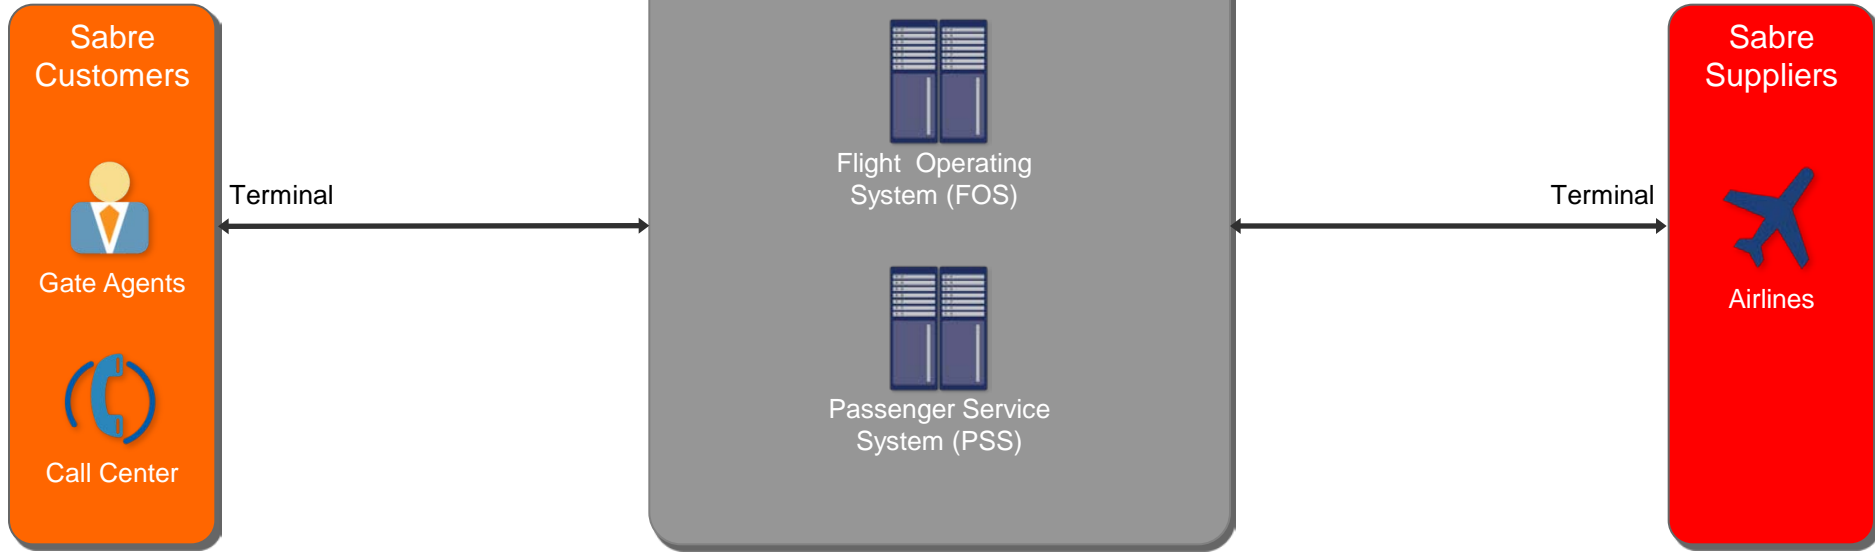 Sabre
Customers
Gate Agents
Call Center
Terminal
Flight Operating
System (FOS)
Passenger Service
System (PSS)
Terminal
Sabre
Suppliers
Airlines